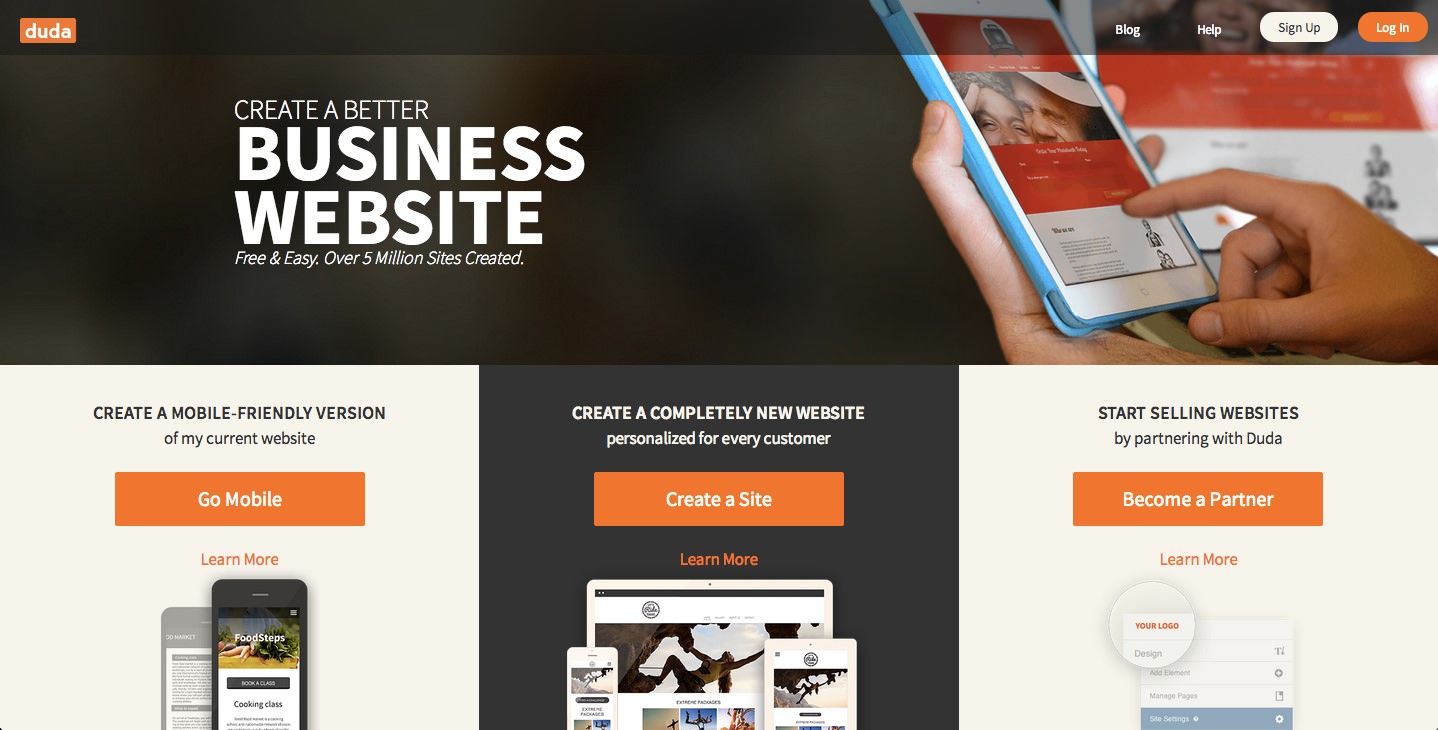 duda
Blog
Help
Sign Up
Log In
CREATE A BETTER
BUSINESS
WEBSITE
Free & Easy. Over 5 Million Sites Created.
CREATE A MOBILE-FRIENDLY VERSION
of my current website
Go Mobile
Learn More
OD MARKET
FoodSteps
BOOK A CLASS
Cooking class
CREATE A COMPLETELY NEW WEBSITE
personalized for every customer
Create a Site
Learn More
EXTREME PACKAGES
EXTREME
PACKAGES
EXTREME PACKAGES
START SELLING WEBSITES
by partnering with Duda
Become a Partner
Learn More
YOUR LOGO
Design
Add Element
Manage Pages
Site Settings